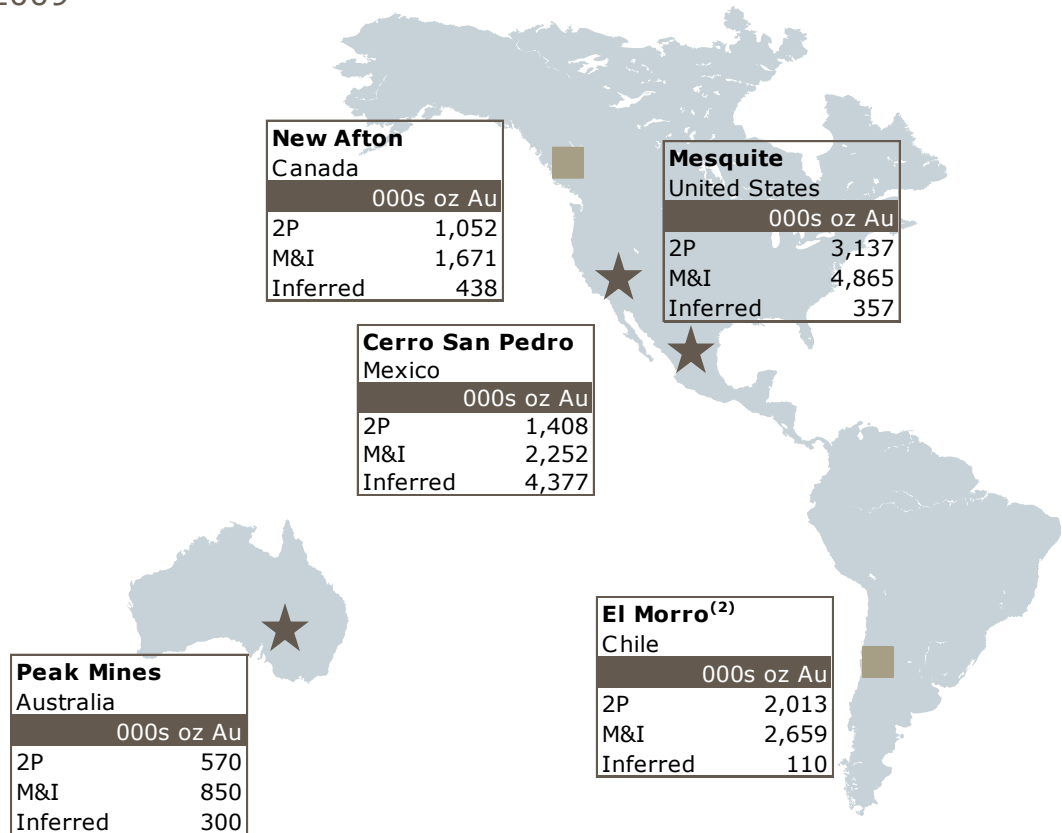 2009
New Afton
Canada
000s oz Au
2P 1,052
M&I 1,671
Inferred 438
Mesquite
United States
000s oz Au
2P 3,137
M&I 4,865
Inferred 357
Cerro San Pedro
Mexico
000s oz Au
2P 1,408
M&I 2,252
Inferred 4,377
Peak Mines
Australia
000s oz Au
2P 570
M&I 850
Inferred 300
El Morro(2)
Chile
000s oz Au
2P 2,013
M&I 2,659
Inferred 110